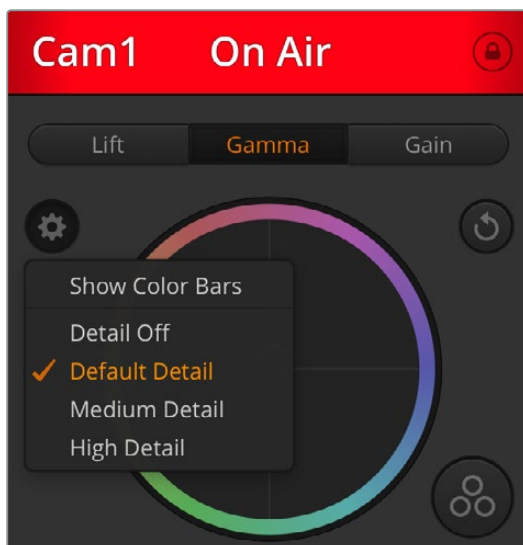 Cam1 On Air
Lift Gamma Gain
Show Color Bars
Detail Off
Default Detail
Medium Detail
High Detail